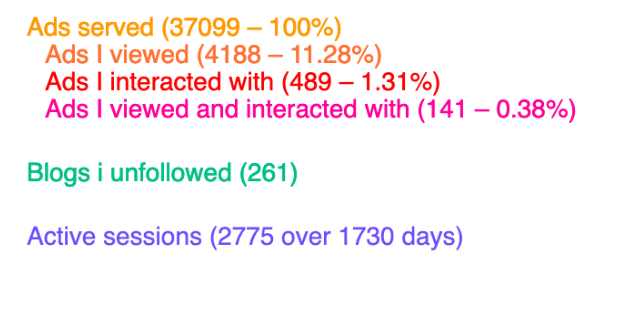 Ads served (37099 – 100%)
Ads I viewed (4188 – 11.28%)
Ads I interacted with (489 – 1.31%)
Ads I viewed and interacted with (141 – 0.38%)
Blogs i unfollowed (261)
Active sessions (2775 over 1730 days)